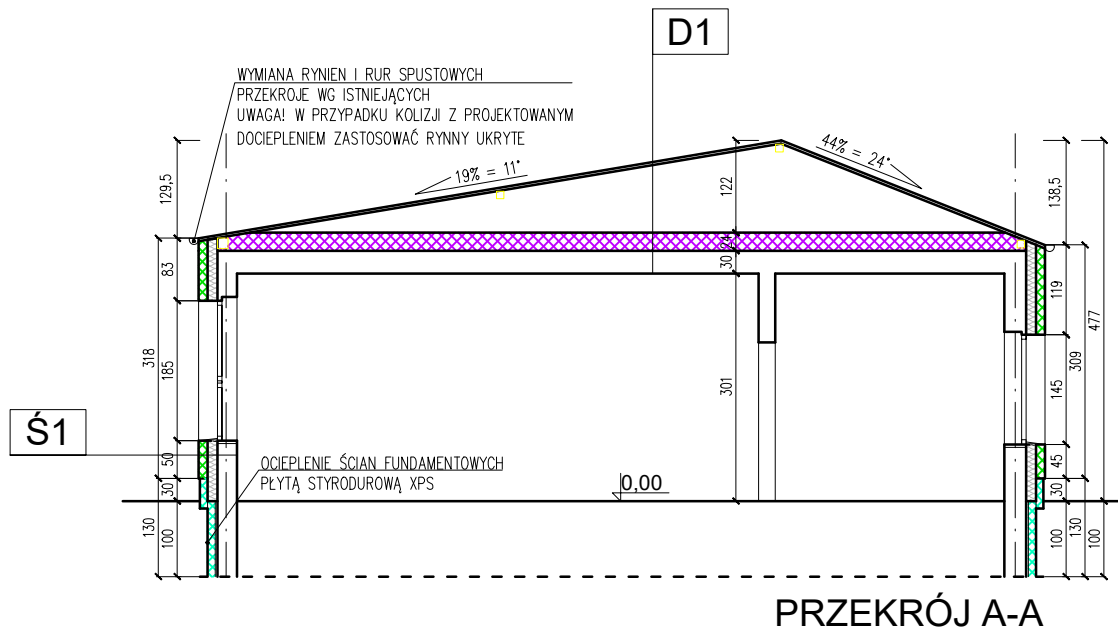 D1
WYMIANA RYNIEN I RUR SPUSTOWYCH
PRZEKROJE WG ISTNIEJĄCYCH
UWAGA! W PRZYPADKU KOLIZJI Z PROJEKTOWANYM
DOCIEPLENIEM ZASTOSOWAĆ RYNNY UKRYTE
19% = 11°
44% = 24°
129,5
122
138,5
83
24
30
119
477
318
185
301
145
309
Ś1
50
OCIEPLENIE ŚCIAN FUNDAMENTOWYCH
PŁYTĄ STYRODUROWĄ XPS
0,00
45
30
30
130
100
100
130
100
PRZEKRÓJ A-A